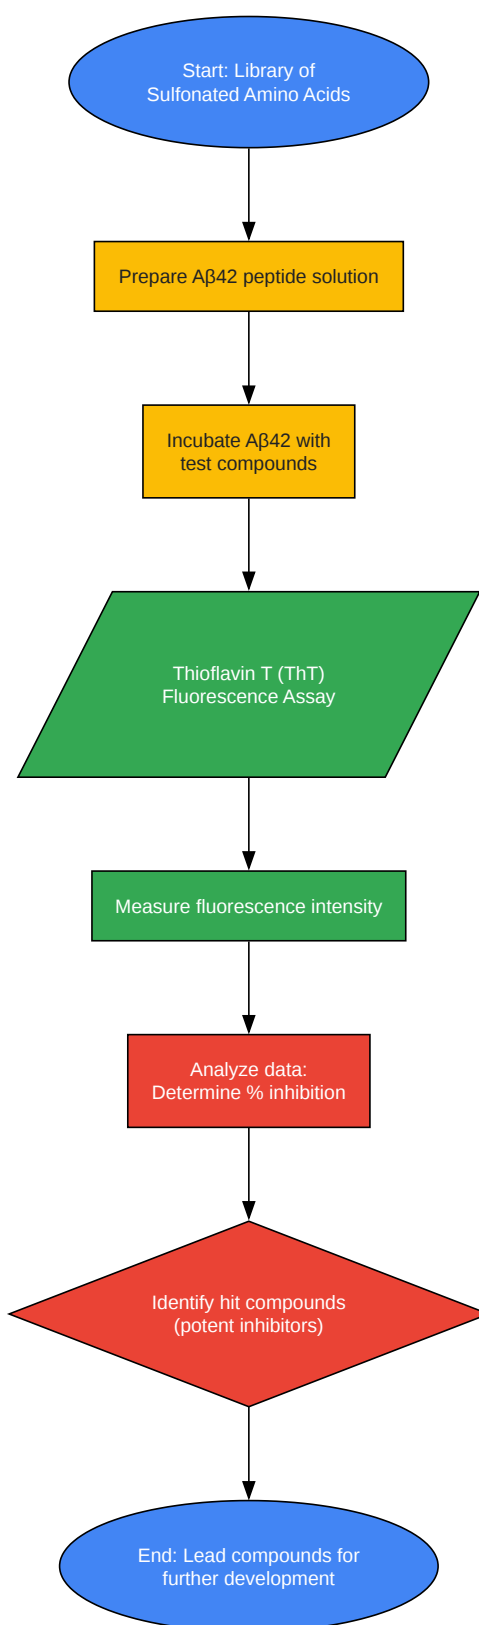 Start: Library of
Sulfonated Amino Acids
Prepare Aβ42 peptide solution
Incubate Aβ42 with
test compounds
Thioflavin T (ThT)
Fluorescence Assay
Measure fluorescence intensity
Analyze data:
Determine % inhibition
Identify hit compounds
(potent inhibitors)
End: Lead compounds for
further development